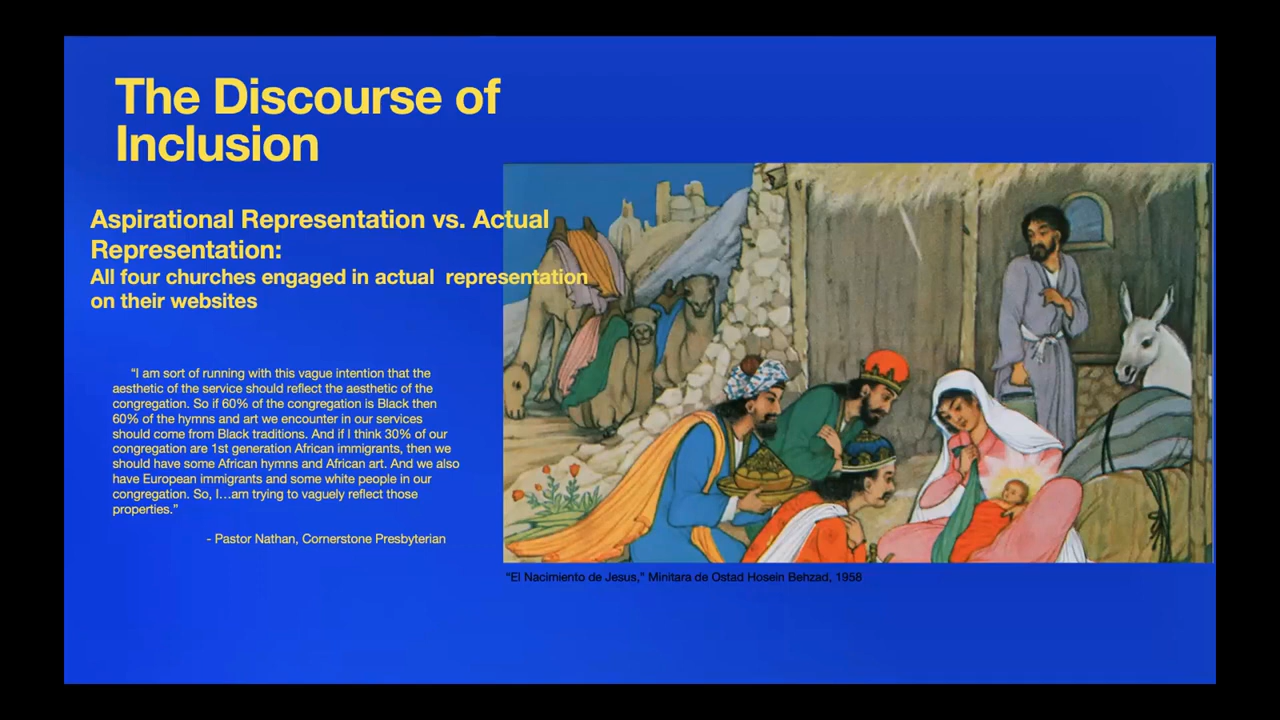 The Discourse of
Inclusion
Aspirational Representation vs. Actual
Representation:
All four churches engaged in actual  representation
on their websites
“I am sort of running with this vague intention that the
aesthetic of the service should reflect the aesthetic of the
congregation. So if 60% of the congregation is Black then
60% of the hymns and art we encounter in our services
should come from Black traditions. And if I think 30% of our
congregation are 1st generation African immigrants, then we
should have some African hymns and African art. And we also
have European immigrants and some white people in our
congregation. So, I…am trying to vaguely reflect those
properties.”
- Pastor Nathan, Cornerstone Presbyterian
“El Nacimiento de Jesus,” Minitara de Ostad Hosein Behzad, 1958